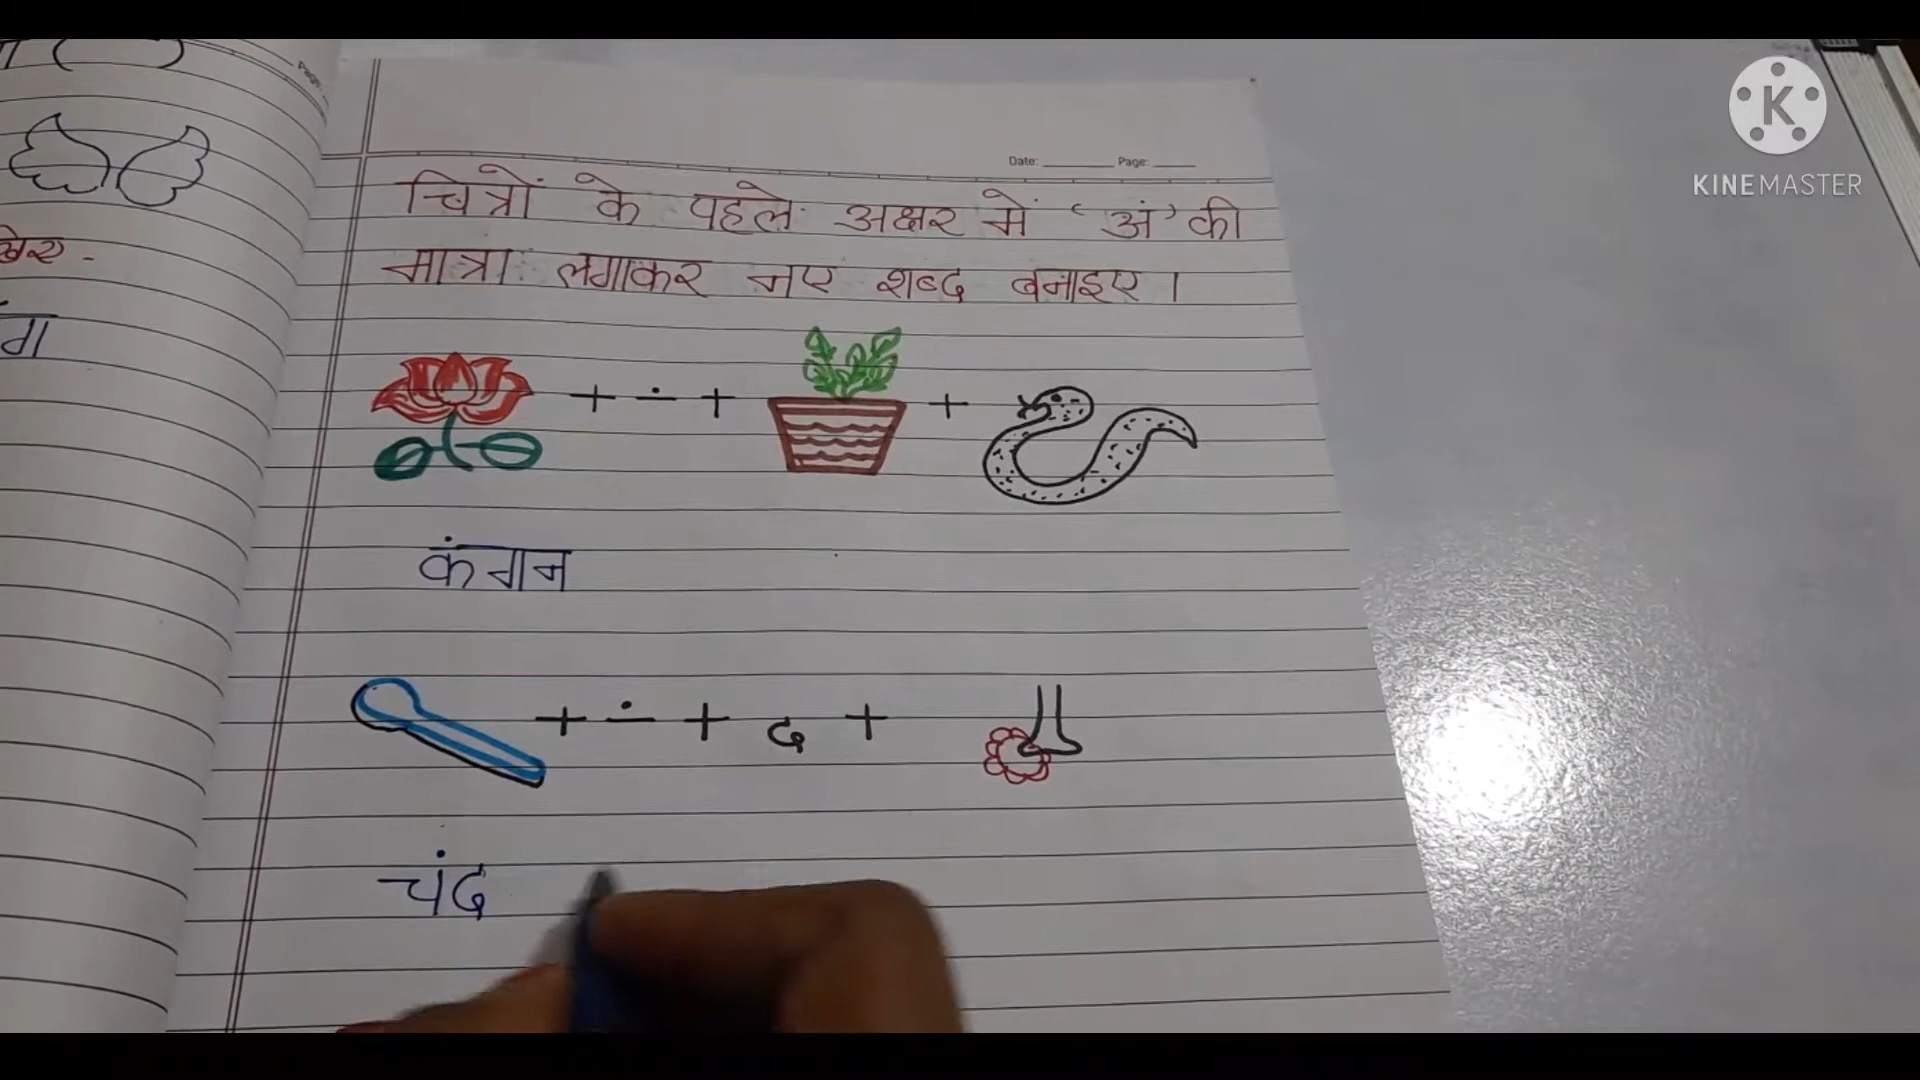 Date: Page:
चित्रों के पहले अक्षर में ‘अं’ की
मात्रा लगाकर नए शब्द बनाइए।
+ ∸ + +
कंगन
+ ∸ + द +
चंद
KINEMASTER